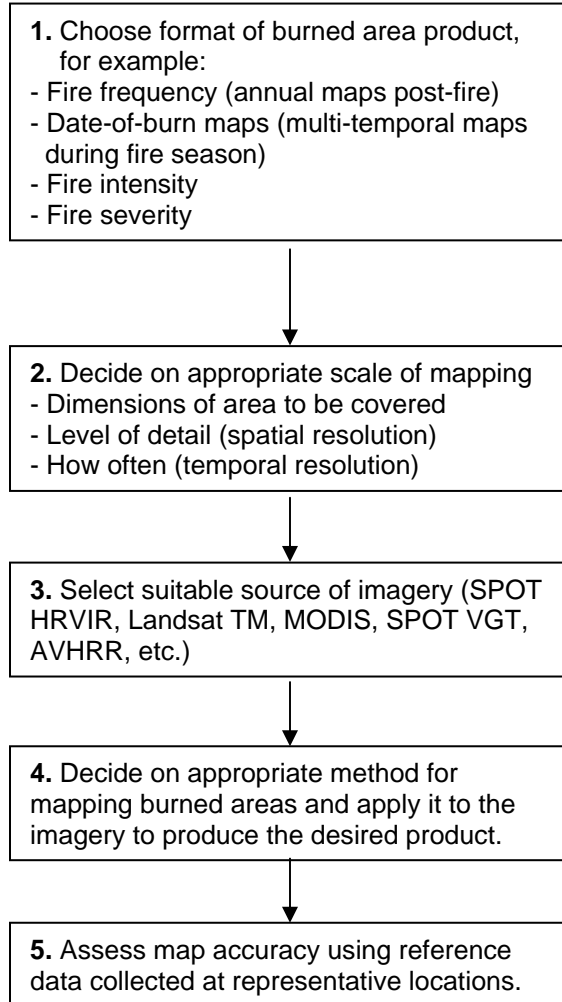 1. Choose format of burned area product,
for example:
- Fire frequency (annual maps post-fire)
- Date-of-burn maps (multi-temporal maps
during fire season)
- Fire intensity
- Fire severity
2. Decide on appropriate scale of mapping
- Dimensions of area to be covered
- Level of detail (spatial resolution)
- How often (temporal resolution)
3. Select suitable source of imagery (SPOT
HRVIR, Landsat TM, MODIS, SPOT VGT,
AVHRR, etc.)
4. Decide on appropriate method for
mapping burned areas and apply it to the
imagery to produce the desired product.
5. Assess map accuracy using reference
data collected at representative locations.